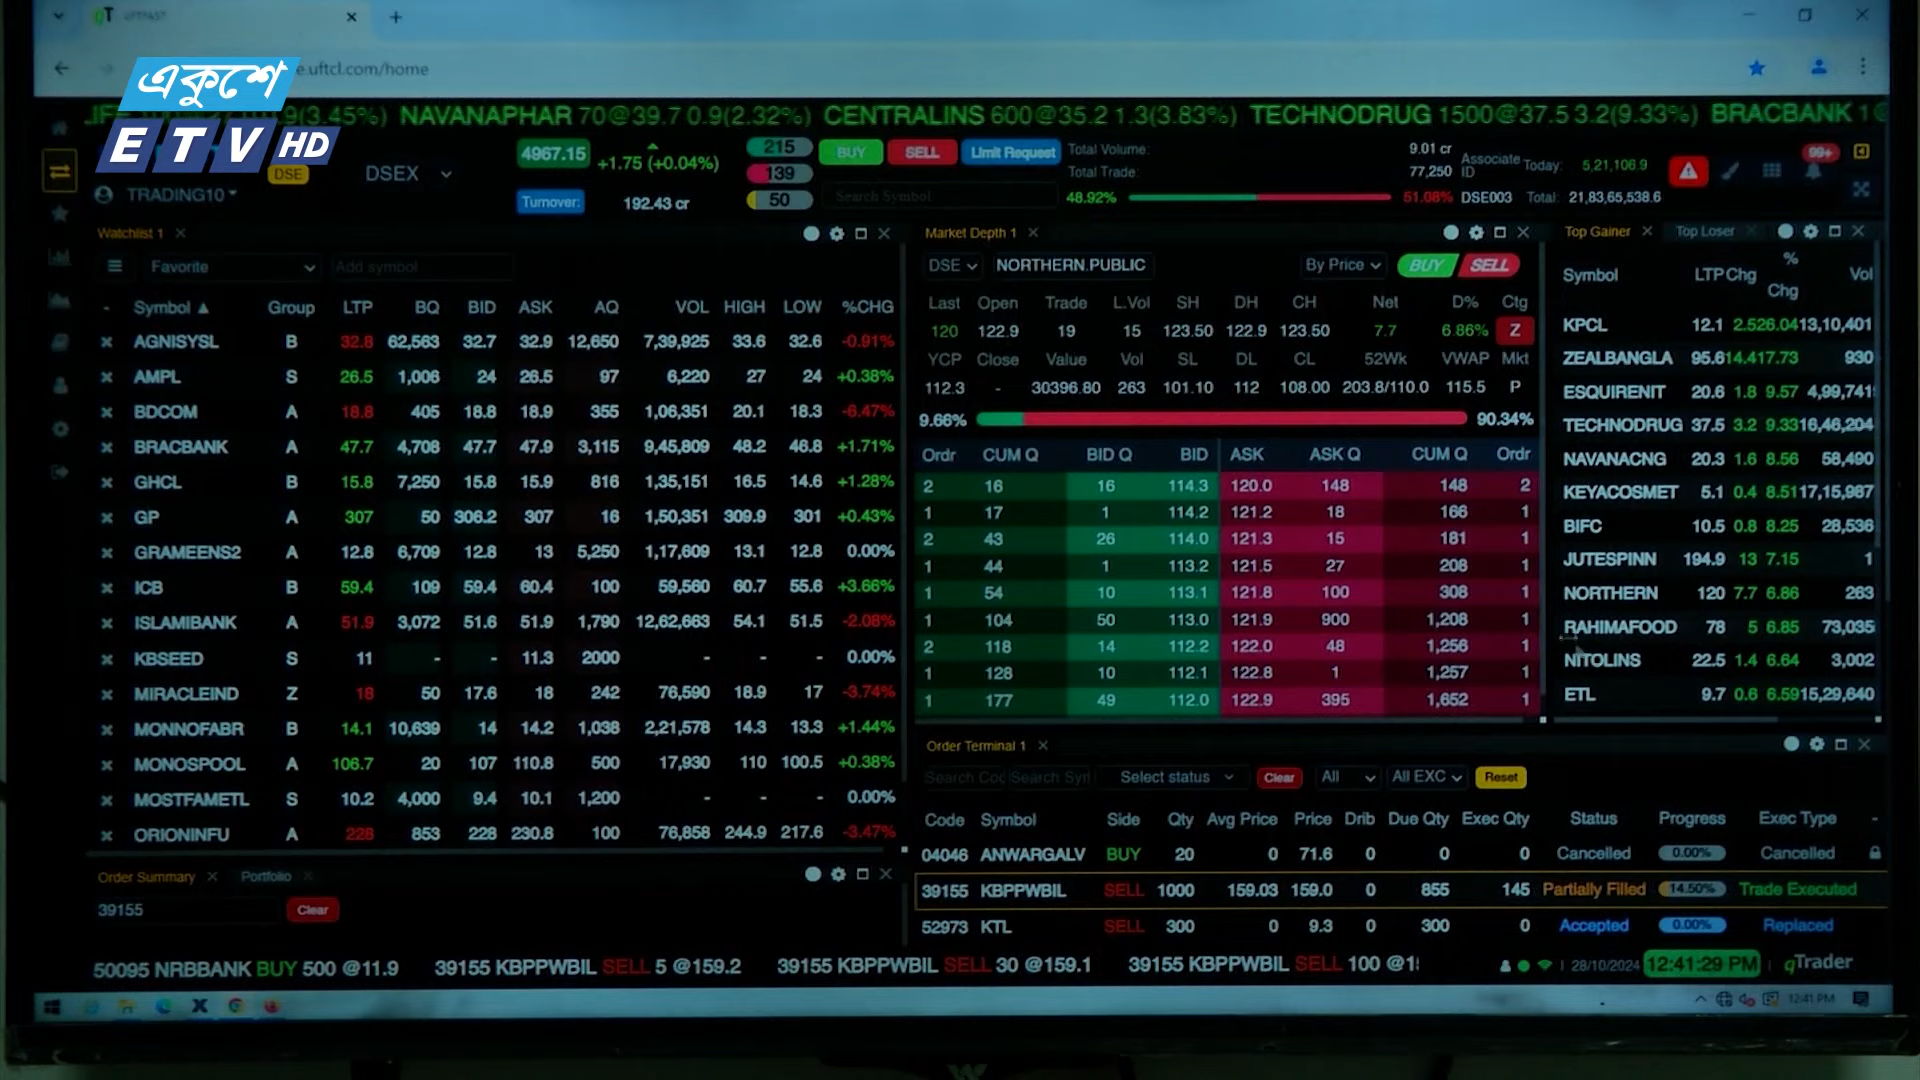 qT UFTFAST
e.uftcl.com/home
একুশে
ETV HD
NAVANAPHAR 70@39.7 0.9(2.32%) CENTRALINS 600@35.2 1.3(3.83%) TECHNODRUG 1500@37.5 3.2(9.33%) BRACBANK
DSE DSEX 4967.15 +1.75 (+0.04%) 215 139 50 BUY SELL Limit Request
Total Volume: 9.01 cr
Total Trade: 77,250
48.92% 51.08%
Associate ID DSE003
Today: 5,21,106.9
Total: 21,83,65,538.6
99+
TRADING10
Turnover: 192.43 cr
Search Symbol
Watchlist 1
Favorite Add symbol
- Symbol Group LTP BQ BID ASK AQ VOL HIGH LOW %CHG
AGNISYSL B 32.8 62,563 32.7 32.9 12,650 7,39,925 33.6 32.6 -0.91%
AMPL S 26.5 1,006 24 26.5 97 6,220 27 24 +0.38%
BDCOM A 18.8 405 18.8 18.9 355 1,06,351 20.1 18.3 -6.47%
BRACBANK A 47.7 4,708 47.7 47.9 3,115 9,45,809 48.2 46.8 +1.71%
GHCL B 15.8 7,250 15.8 15.9 816 1,35,151 16.5 14.6 +1.28%
GP A 307 50 306.2 307 16 1,50,351 309.9 301 +0.43%
GRAMEENS2 A 12.8 6,709 12.8 13 5,250 1,17,609 13.1 12.8 0.00%
ICB B 59.4 109 59.4 60.4 100 59,560 60.7 55.6 +3.66%
ISLAMIBANK A 51.9 3,072 51.6 51.9 1,790 12,62,663 54.1 51.5 -2.08%
KBSEED S 11 - - 11.3 2000 - - - 0.00%
MIRACLEIND Z 18 50 17.6 18 242 76,590 18.9 17 -3.74%
MONNOFABR B 14.1 10,639 14 14.2 1,038 2,21,578 14.3 13.3 +1.44%
MONOSPOOL A 106.7 20 107 110.8 500 17,930 110 100.5 +0.38%
MOSTFAMETL S 10.2 4,000 9.4 10.1 1,200 - - - 0.00%
ORIONINFU A 228 853 228 230.8 100 76,858 244.9 217.6 -3.47%
Order Summary Portfolio
39155 Clear
Market Depth 1
DSE NORTHERN.PUBLIC By Price BUY SELL
Last Open Trade L.Vol SH DH CH Net D% Ctg
120 122.9 19 15 123.50 122.9 123.50 7.7 6.86% Z
YCP Close Value Vol SL DL CL 52Wk VWAP Mkt
112.3 - 30396.80 263 101.10 112 108.00 203.8/110.0 115.5 P
9.66% 90.34%
Ordr CUM Q BID Q BID ASK ASK Q CUM Q Ordr
2 16 16 114.3 120.0 148 148 2
1 17 1 114.2 121.2 18 166 1
2 43 26 114.0 121.3 15 181 1
1 44 1 113.2 121.5 27 208 1
1 54 10 113.1 121.8 100 308 1
1 104 50 113.0 121.9 900 1,208 1
2 118 14 112.2 122.0 48 1,256 1
1 128 10 112.1 122.8 1 1,257 1
1 177 49 112.0 122.9 395 1,652 1
Top Gainer Top Loser
Symbol LTP Chg % Chg Vol
KPCL 12.1 2.5 26.04 13,10,401
ZEALBANGLA 95.6 14.4 17.73 930
ESQUIRENIT 20.6 1.8 9.57 4,99,741
TECHNODRUG 37.5 3.2 9.33 16,46,204
NAVANACNG 20.3 1.6 8.56 58,490
KEYACOSMET 5.1 0.4 8.51 17,15,987
BIFC 10.5 0.8 8.25 28,536
JUTESPINN 194.9 13 7.15 1
NORTHERN 120 7.7 6.86 263
RAHIMAFOOD 78 5 6.85 73,035
NITOLINS 22.5 1.4 6.64 3,002
ETL 9.7 0.6 6.59 15,29,640
Order Terminal 1
Search Select status Clear All All EXC Reset
Code Symbol Side Qty Avg Price Price Drib Due Qty Exec Qty Status Progress Exec Type -
04046 ANWARGALV BUY 20 0 71.6 0 0 0 Cancelled 0.00% Cancelled
39155 KBPPWBIL SELL 1000 159.03 159.0 0 855 145 Partially Filled 14.50% Trade Executed
52973 KTL SELL 300 0 9.3 0 300 0 Accepted 0.00% Replaced
50095 NRBBANK BUY 500 @11.9 39155 KBPPWBIL SELL 5 @159.2 39155 KBPPWBIL SELL 30 @159.1 39155 KBPPWBIL SELL 100
28/10/2024 12:41:29 PM qTrader
12:41 PM